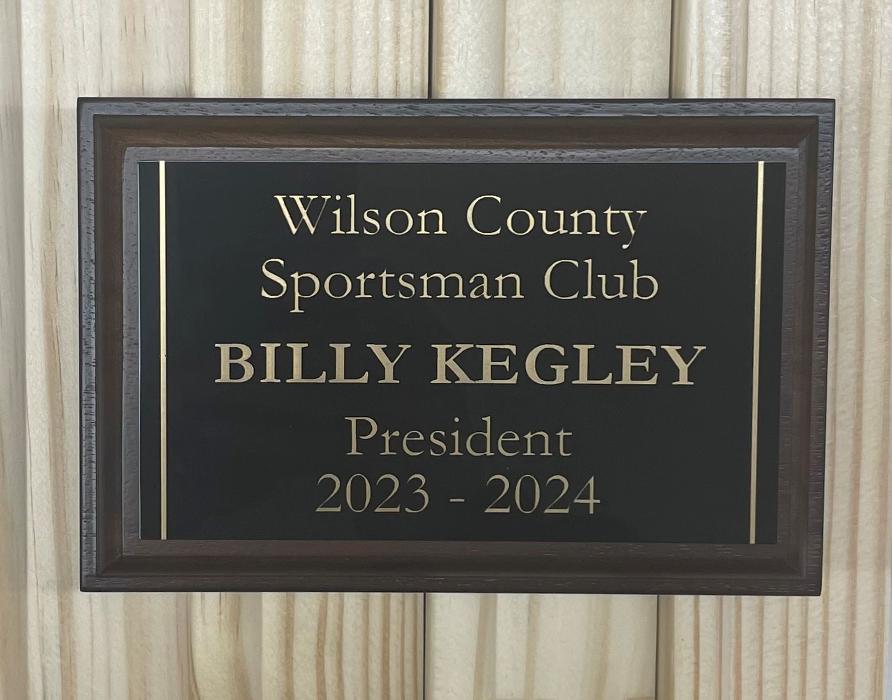 Wilson County
Sportsman Club
BILLY KEGLEY
President
2023 - 2024